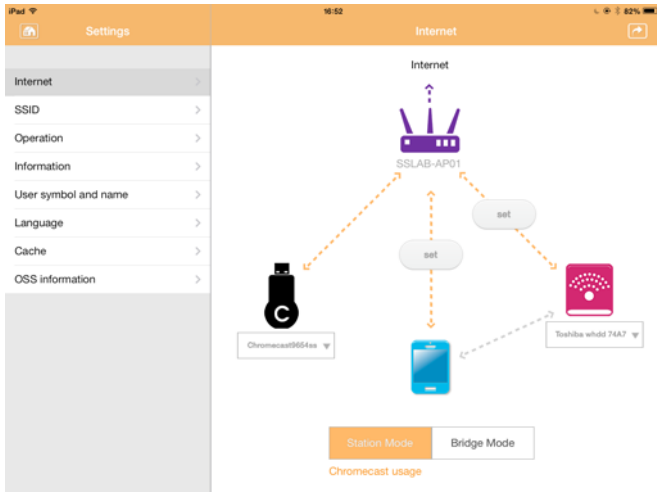 iPad 16:52 82%
Settings
Internet
Internet
SSID
Operation
Information
User symbol and name
Language
Cache
OSS information
Internet
SSLAB-AP01
set
set
C
Chromecast9654ss
Toshiba whdd 74A7
Station Mode
Bridge Mode
Chromecast usage